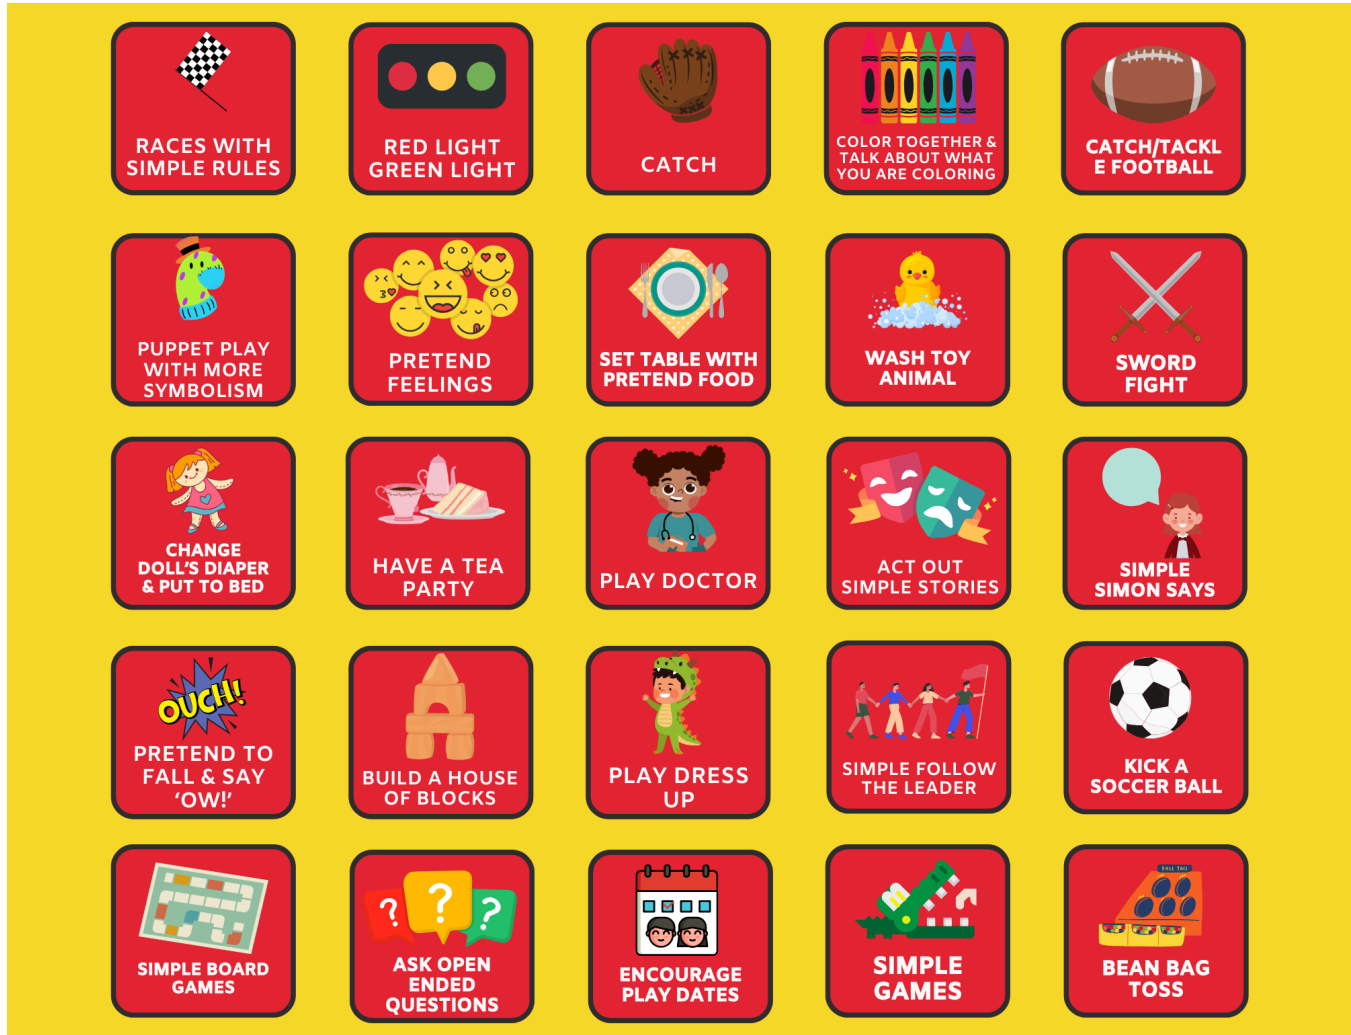 RACES WITH
SIMPLE RULES
RED LIGHT
GREEN LIGHT
CATCH
COLOR TOGETHER &
TALK ABOUT WHAT
YOU ARE COLORING
CATCH/TACKL
E FOOTBALL
PUPPET PLAY
WITH MORE
SYMBOLISM
PRETEND
FEELINGS
SET TABLE WITH
PRETEND FOOD
WASH TOY
ANIMAL
SWORD
FIGHT
CHANGE
DOLL'S DIAPER
& PUT TO BED
HAVE A TEA
PARTY
PLAY DOCTOR
ACT OUT
SIMPLE STORIES
SIMPLE
SIMON SAYS
OUCH!
PRETEND TO
FALL & SAY
'OW!'
BUILD A HOUSE
OF BLOCKS
PLAY DRESS
UP
SIMPLE FOLLOW
THE LEADER
KICK A
SOCCER BALL
SIMPLE BOARD
GAMES
? ? ?
ASK OPEN
ENDED
QUESTIONS
ENCOURAGE
PLAY DATES
SIMPLE
GAMES
BALL TOSS
BEAN BAG
TOSS